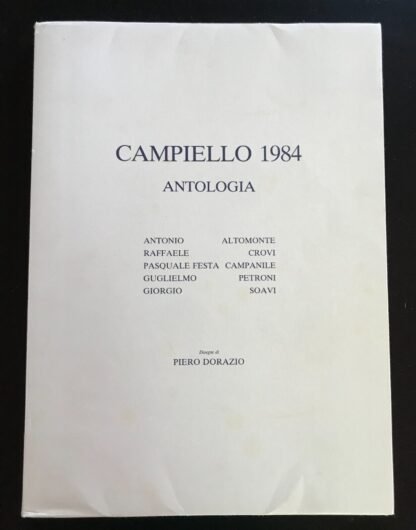 CAMPIELLO 1984
ANTOLOGIA
ANTONIO ALTOMONTE
RAFFAELE CROVI
PASQUALE FESTA CAMPANILE
GUGLIELMO PETRONI
GIORGIO SOAVI
Disegni di
PIERO DORAZIO